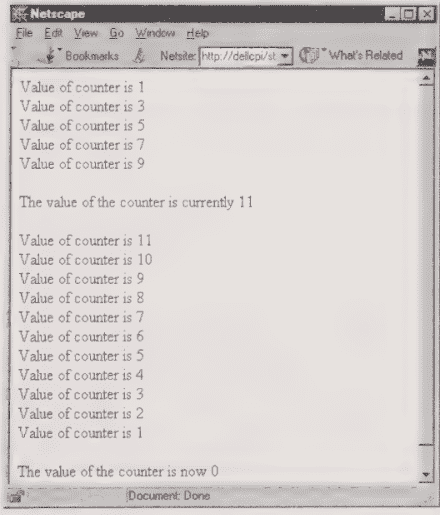 Netscape
File Edit View Go Window Help
Bookmarks Netsite: http://dellcpi/st What's Related
Value of counter is 1
Value of counter is 3
Value of counter is 5
Value of counter is 7
Value of counter is 9
The value of the counter is currently 11
Value of counter is 11
Value of counter is 10
Value of counter is 9
Value of counter is 8
Value of counter is 7
Value of counter is 6
Value of counter is 5
Value of counter is 4
Value of counter is 3
Value of counter is 2
Value of counter is 1
The value of the counter is now 0
Document: Done